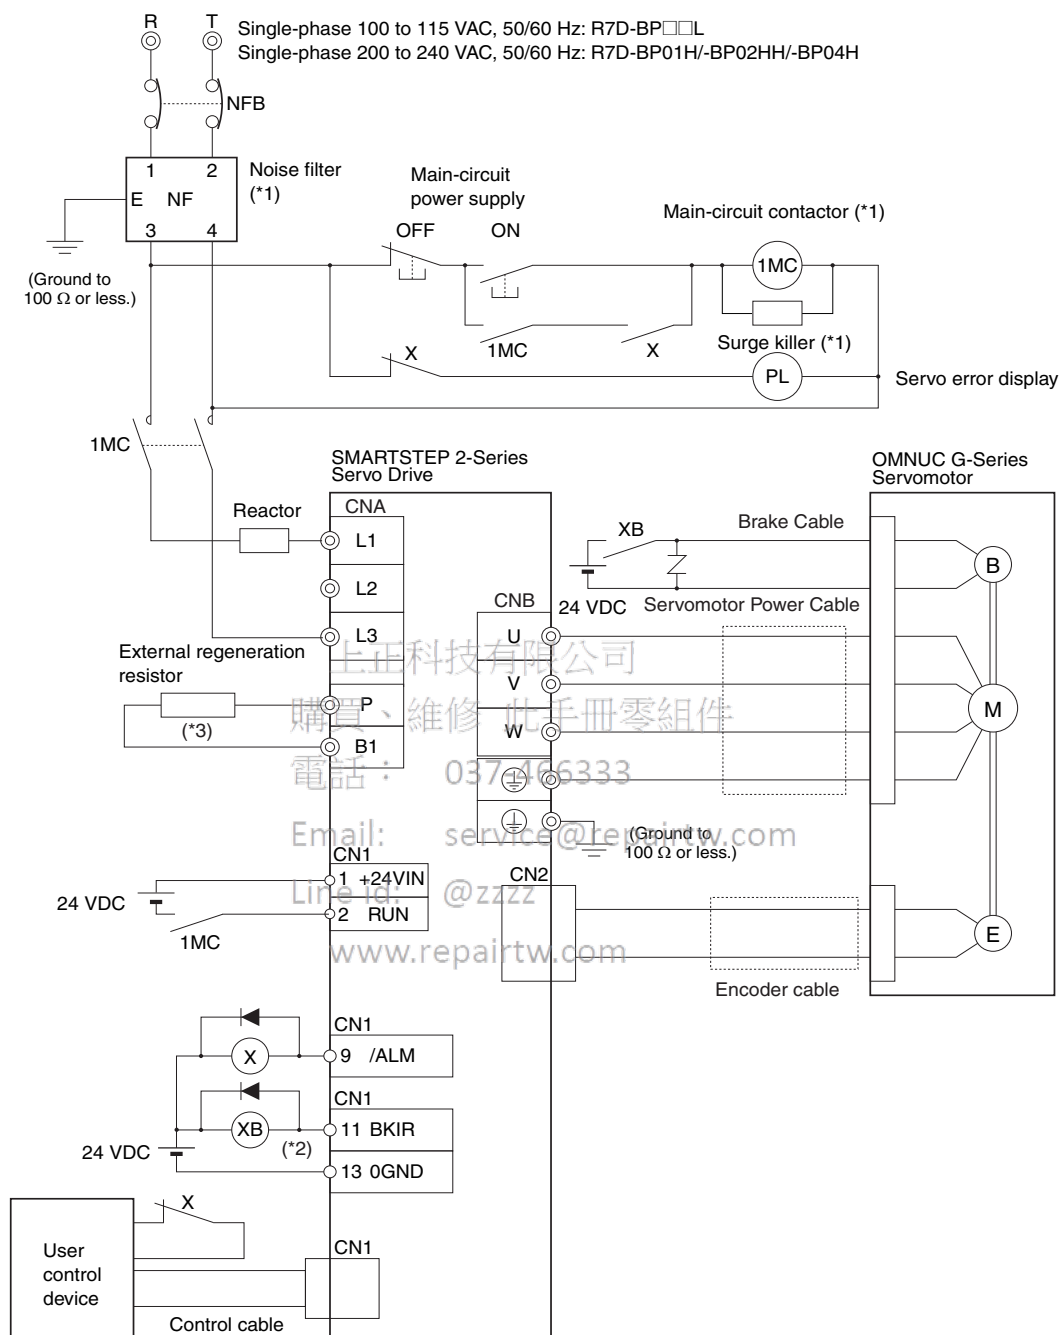 R
T
Single-phase 100 to 115 VAC, 50/60 Hz: R7D-BP□□L
Single-phase 200 to 240 VAC, 50/60 Hz: R7D-BP01H/-BP02HH/-BP04H
NFB
1
2
E
NF
3
4
Noise filter
(*1)
(Ground to
100 Ω or less.)
Main-circuit
power supply
OFF
ON
Main-circuit contactor (*1)
1MC
1MC
X
Surge killer (*1)
X
PL
Servo error display
1MC
SMARTSTEP 2-Series
Servo Drive
OMNUC G-Series
Servomotor
CNA
Reactor
L1
L2
L3
External regeneration
resistor
(*3)
P
B1
XB
Brake Cable
B
24 VDC
CNB
Servomotor Power Cable
U
V
W
M
(Ground to
100 Ω or less.)
上正科技有限公司
購買、維修 此手冊零組件
電話： 037-466333
Email: service@repairtw.com
Line id: @zzzz
www.repairtw.com
CN1
24 VDC
1 +24VIN
2 RUN
1MC
CN2
E
Encoder cable
CN1
X
9 /ALM
CN1
XB
(*2)
11 BKIR
24 VDC
13 0GND
X
User
control
device
CN1
Control cable